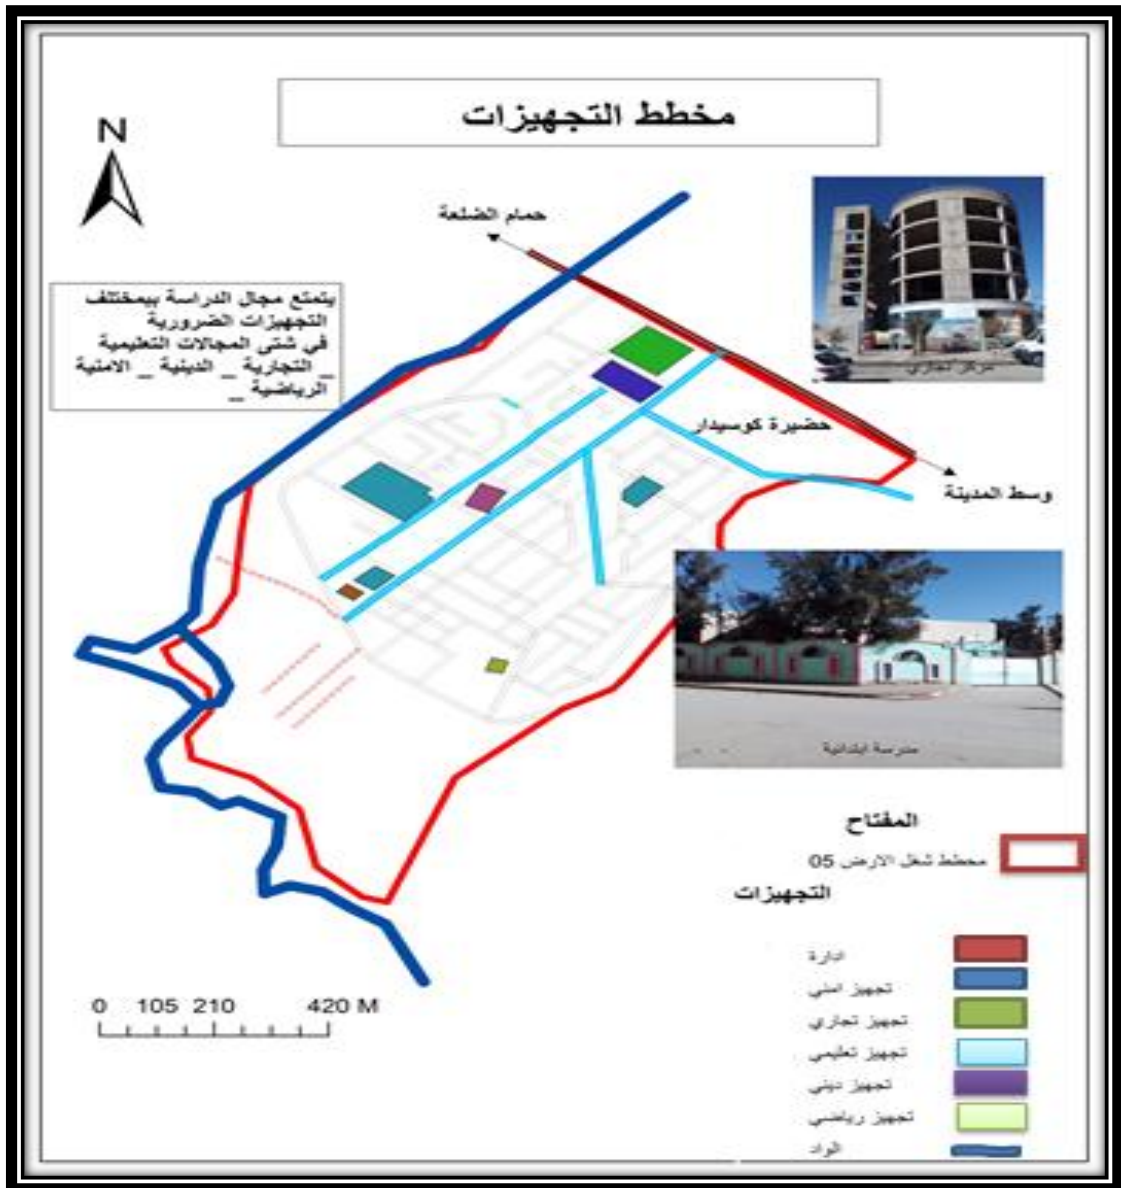 مخطط التجهيزات
N
حمام الضلعة
يتمتع مجال الدراسة بيمختلف
التجهيزات الضرورية
في شتى المجالات التعليمية
_ التجارية _ الدينية _ الامنية
الرياضية _
مركز تجاري
حضيرة كوسيدار
وسط المدينة
مدرسة ابتدائية
المفتاح
مخطط شغل الارض 05
التجهيزات
ادارة
تجهيز امني
تجهيز تجاري
تجهيز تعليمي
تجهيز ديني
تجهيز رياضي
الواد
0 105 210 420 M